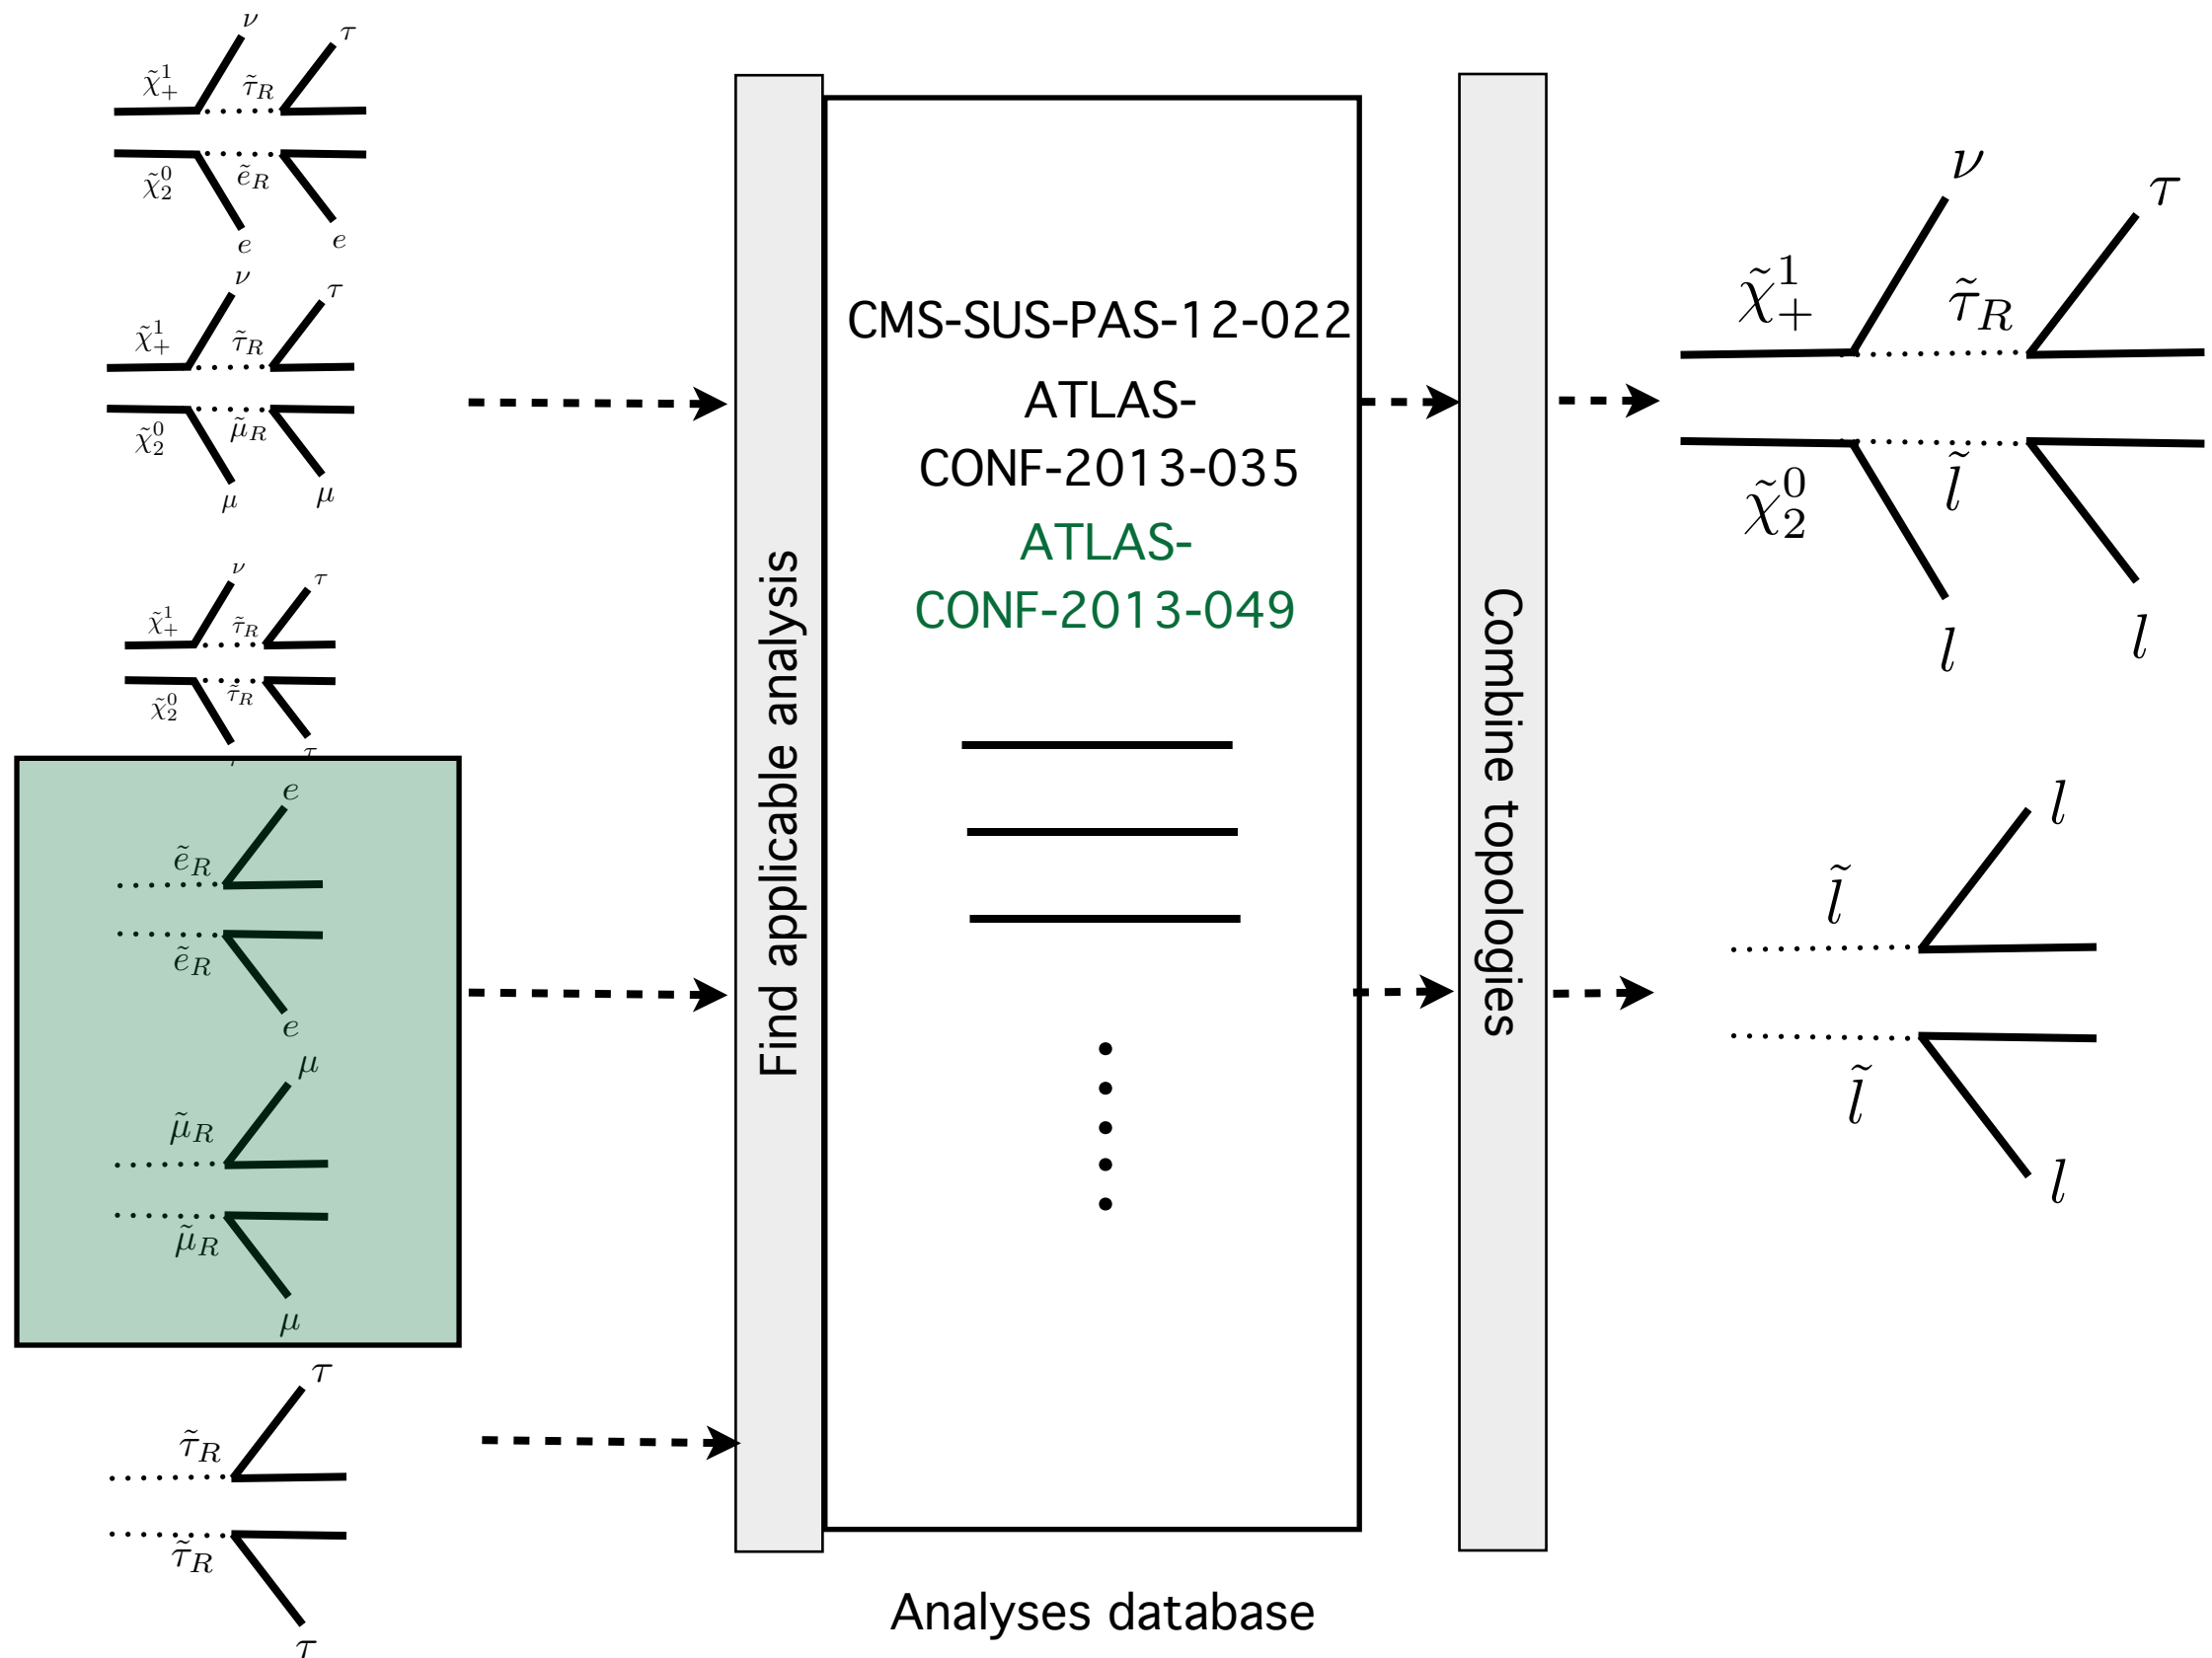 ν τ
χ̃¹₊ τ̃_R
χ̃⁰₂ ẽ_R
e e
ν τ
χ̃¹₊ τ̃_R
χ̃⁰₂ μ̃_R
μ μ
ν τ
χ̃¹₊ τ̃_R
χ̃⁰₂ τ̃_R
τ
e
ẽ_R
ẽ_R
e
μ
μ̃_R
μ̃_R
μ
τ
τ̃_R
τ̃_R
τ
Find applicable analysis
CMS-SUS-PAS-12-022
ATLAS-
CONF-2013-035
ATLAS-
CONF-2013-049
Analyses database
Combine topologies
ν τ
χ̃¹₊ τ̃_R
χ̃⁰₂ l̃
l l
l
l̃
l̃
l